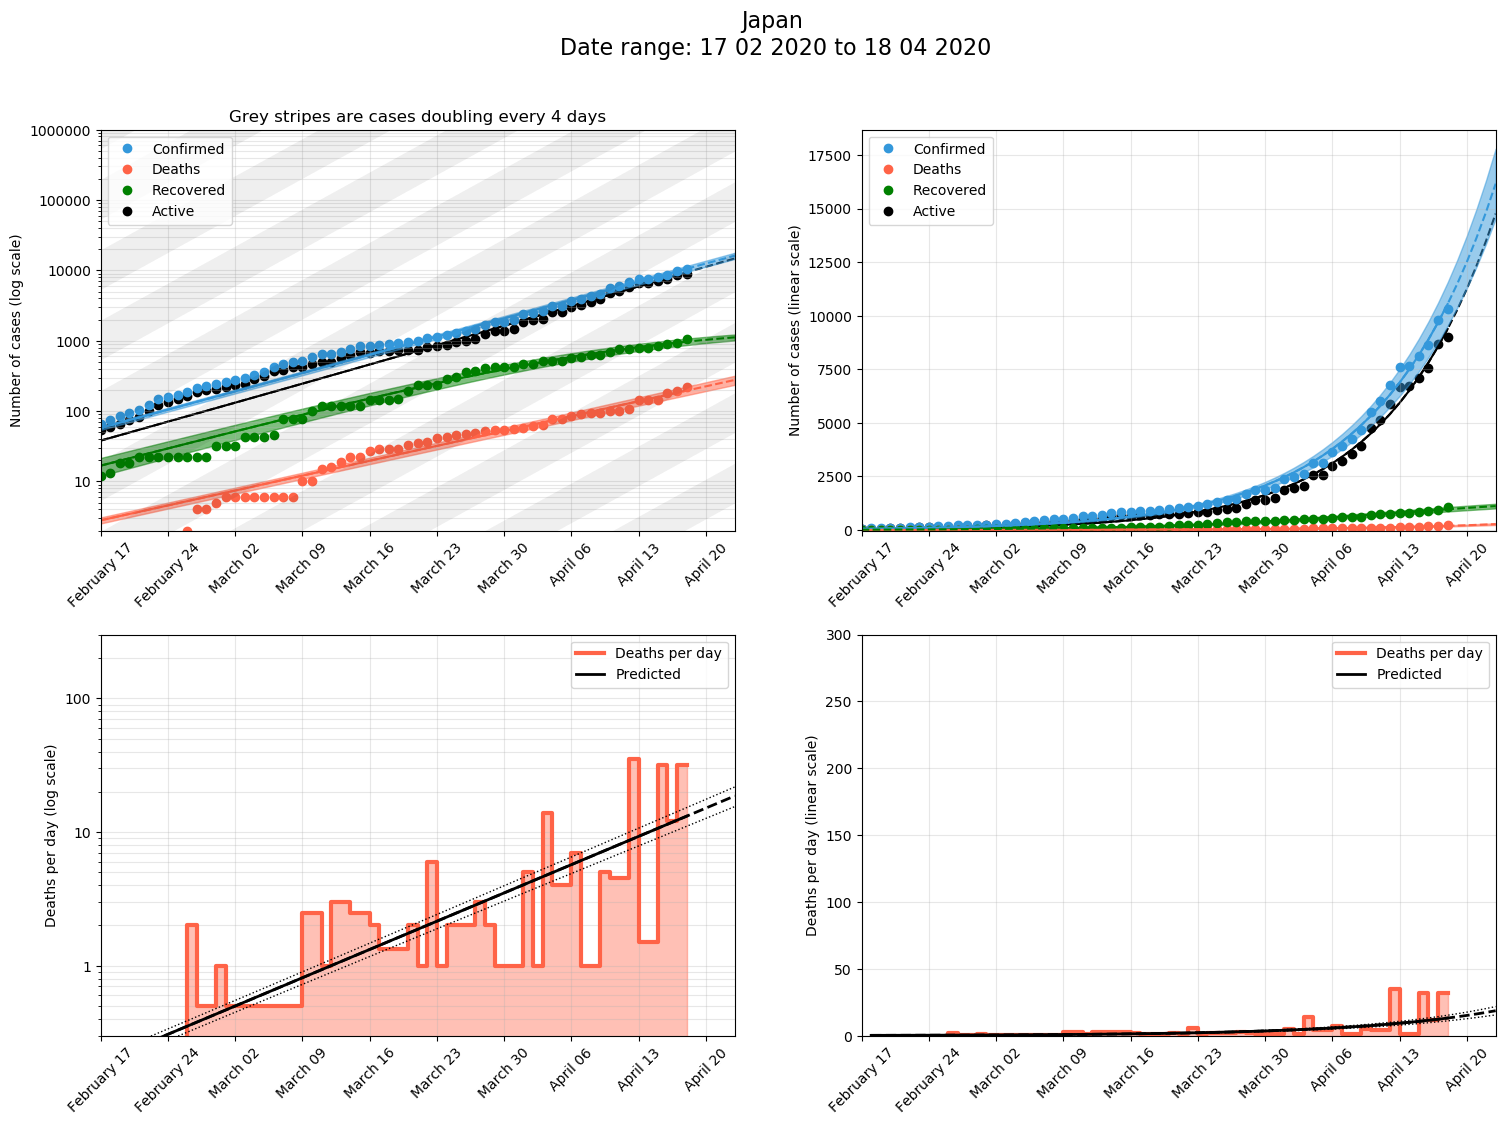 Japan
Date range: 17 02 2020 to 18 04 2020
Grey stripes are cases doubling every 4 days
Number of cases (log scale)
1000000
100000
10000
1000
100
10
Confirmed
Deaths
Recovered
Active
February 17
February 24
March 02
March 09
March 16
March 23
March 30
April 06
April 13
April 20
Number of cases (linear scale)
17500
15000
12500
10000
7500
5000
2500
0
Confirmed
Deaths
Recovered
Active
February 17
February 24
March 02
March 09
March 16
March 23
March 30
April 06
April 13
April 20
Deaths per day (log scale)
100
10
1
Deaths per day
Predicted
February 17
February 24
March 02
March 09
March 16
March 23
March 30
April 06
April 13
April 20
Deaths per day (linear scale)
300
250
200
150
100
50
0
Deaths per day
Predicted
February 17
February 24
March 02
March 09
March 16
March 23
March 30
April 06
April 13
April 20